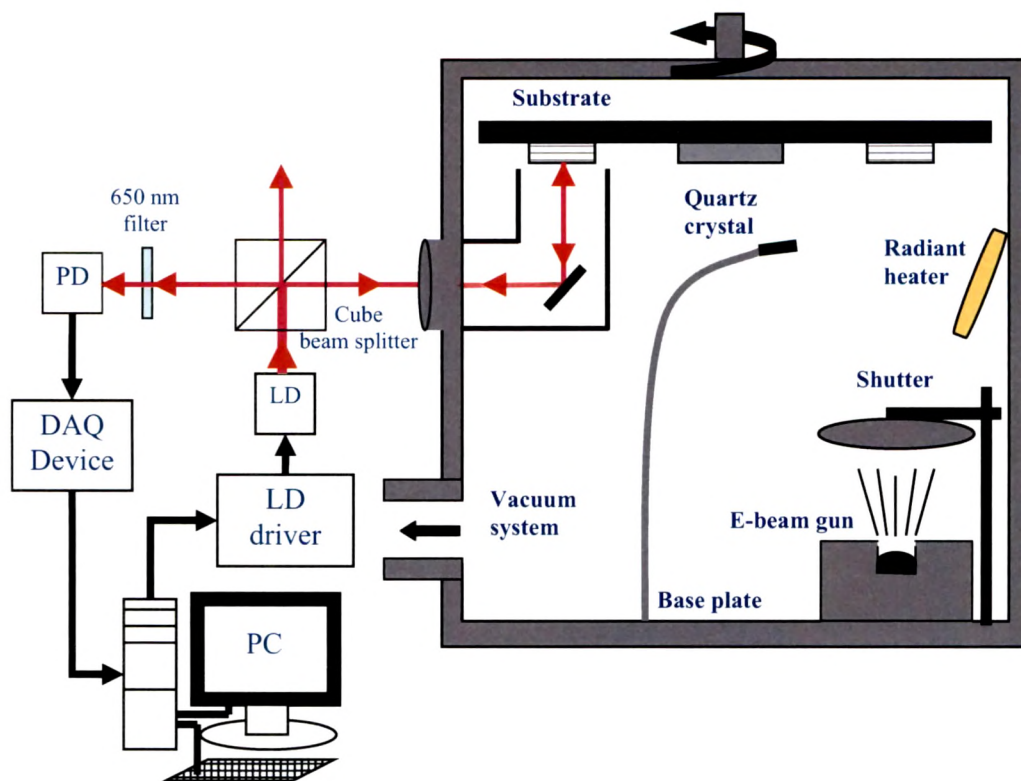 Substrate
650 nm
filter
PD
Cube
beam splitter
Quartz
crystal
Radiant
heater
LD
Shutter
DAQ
Device
LD
driver
Vacuum
system
E-beam gun
Base plate
PC